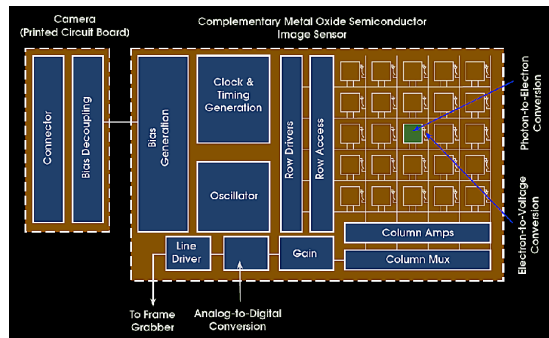 Camera
(Printed Circuit Board)
Complementary Metal Oxide Semiconductor
Image Sensor
Connector
Bias Decoupling
Bias
Generation
Clock &
Timing
Generation
Oscillator
Row Drivers
Row Access
Photon-to-Electron
Conversion
Electron-to-Voltage
Conversion
Column Amps
Column Mux
Line
Driver
Gain
To Frame
Grabber
Analog-to-Digital
Conversion